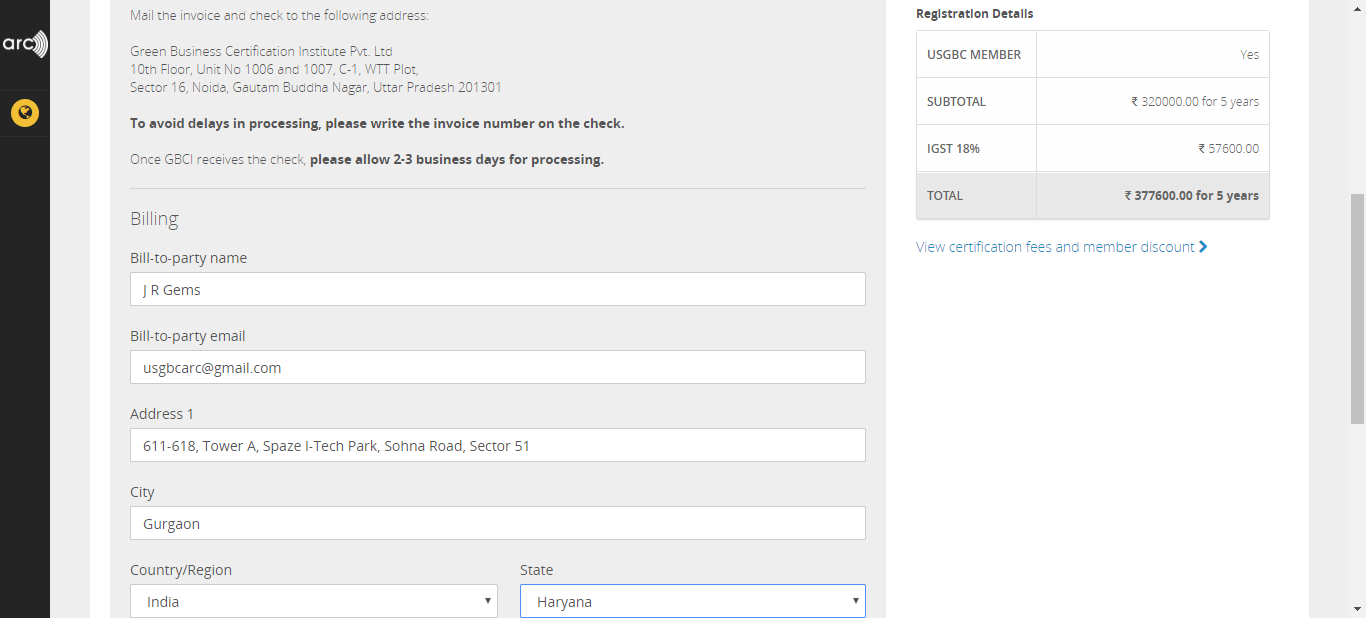 arc
Mail the invoice and check to the following address:
Green Business Certification Institute Pvt. Ltd
10th Floor, Unit No 1006 and 1007, C-1, WTT Plot,
Sector 16, Noida, Gautam Buddha Nagar, Uttar Pradesh 201301
To avoid delays in processing, please write the invoice number on the check.
Once GBCI receives the check, please allow 2-3 business days for processing.
Billing
Bill-to-party name
J R Gems
Bill-to-party email
usgbcarc@gmail.com
Address 1
611-618, Tower A, Spaze I-Tech Park, Sohna Road, Sector 51
City
Gurgaon
Country/Region State
India Haryana
Registration Details
USGBC MEMBER Yes
SUBTOTAL ₹ 320000.00 for 5 years
IGST 18% ₹ 57600.00
TOTAL ₹ 377600.00 for 5 years
View certification fees and member discount